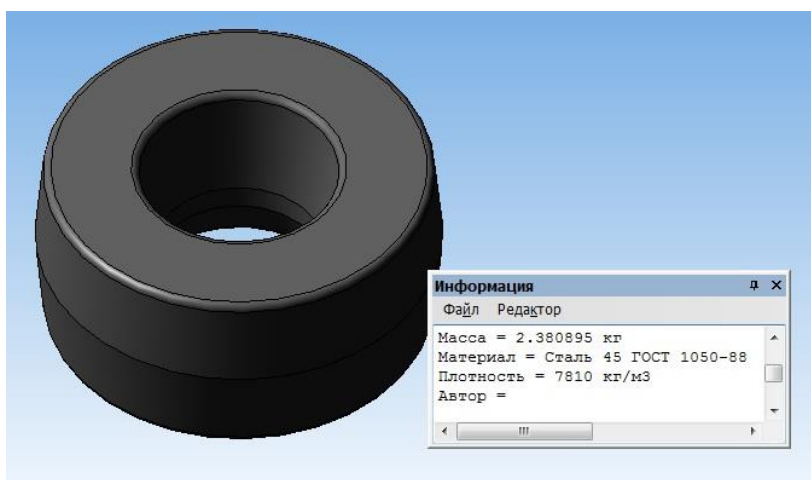 Информация
Файл Редактор
Масса = 2.380895 кг
Материал = Сталь 45 ГОСТ 1050-88
Плотность = 7810 кг/м3
Автор =